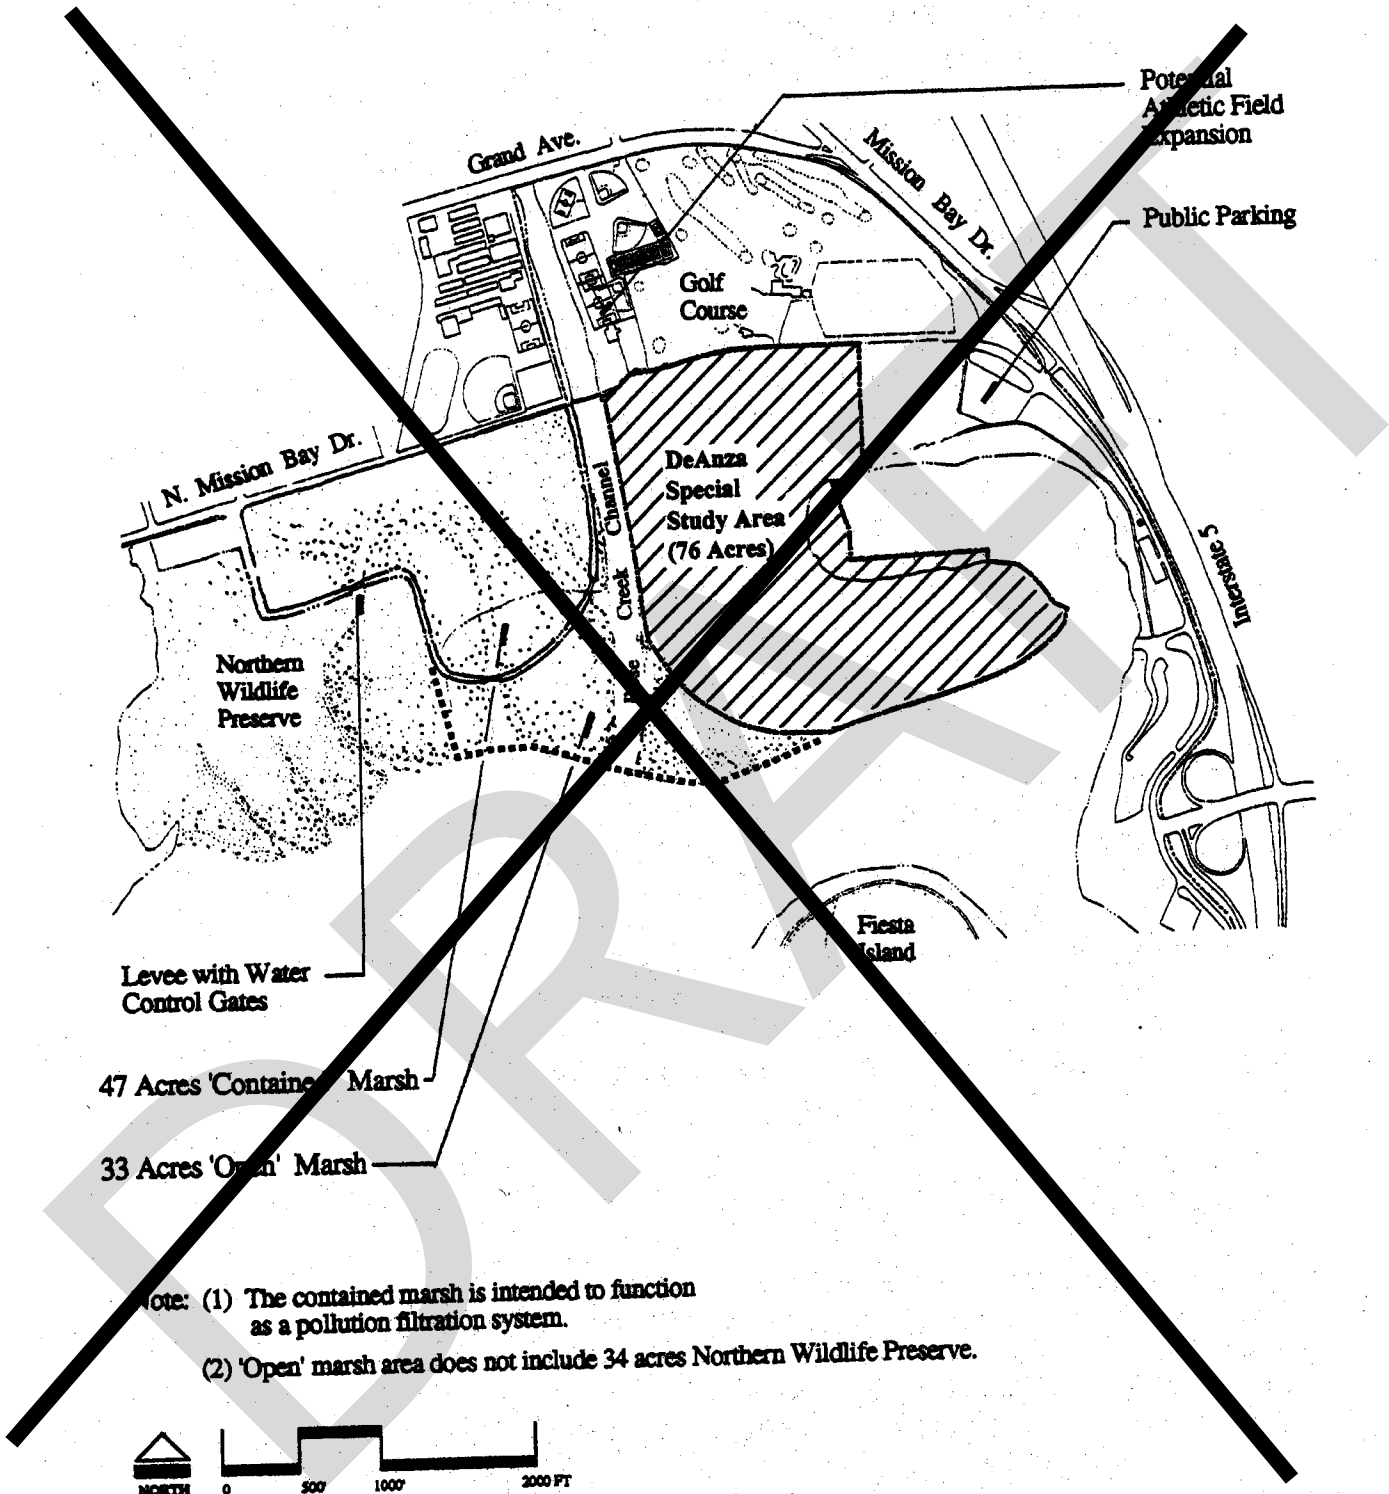 Potential
Athletic Field
Expansion
Grand Ave.
Mission Bay Dr.
Public Parking
Golf
Course
N. Mission Bay Dr.
DeAnza
Special
Study Area
(76 Acres)
Creek Channel
Interstate 5
Northern
Wildlife
Preserve
Fiesta
Island
Levee with Water
Control Gates
47 Acres 'Contained' Marsh
33 Acres 'Open' Marsh
Note: (1) The contained marsh is intended to function
as a pollution filtration system.
(2) 'Open' marsh area does not include 34 acres Northern Wildlife Preserve.
NORTH
0 500' 1000' 2000 FT
DRAFT